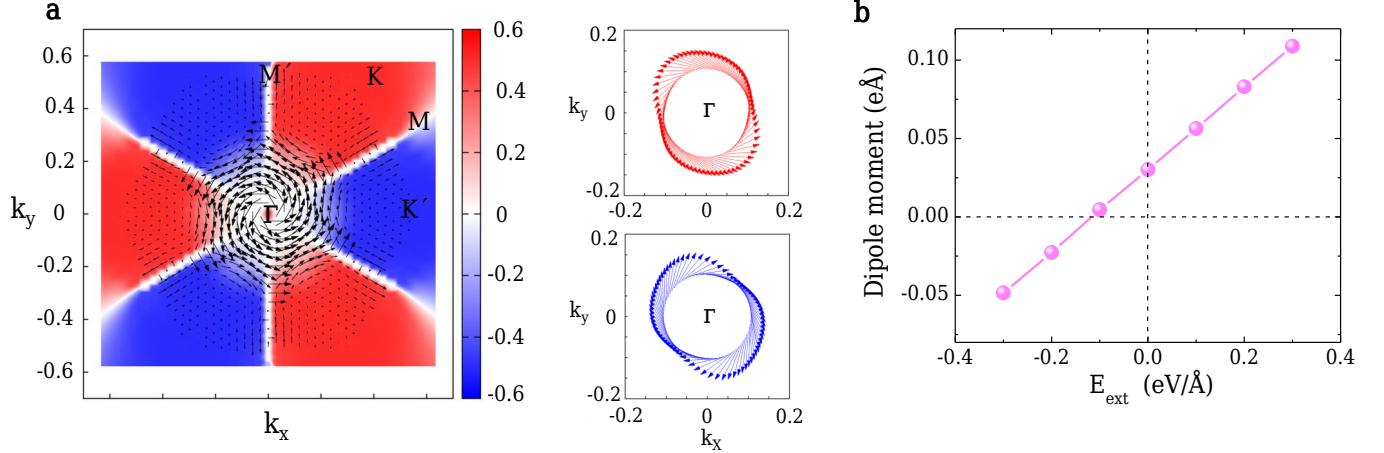 a
0.6
0.4
0.2
0
-0.2
-0.4
-0.6
k_y
k_x
M´
K
M
Γ
K´
0.6
0.4
0.2
0
-0.2
-0.4
-0.6
0.2
k_y
0
-0.2
Γ
-0.2 0 0.2
0.2
k_y
0
-0.2
Γ
-0.2 0 0.2
k_X
b
Dipole moment (eÅ)
0.10
0.05
0.00
-0.05
-0.4 -0.2 0.0 0.2 0.4
E_ext (eV/Å)